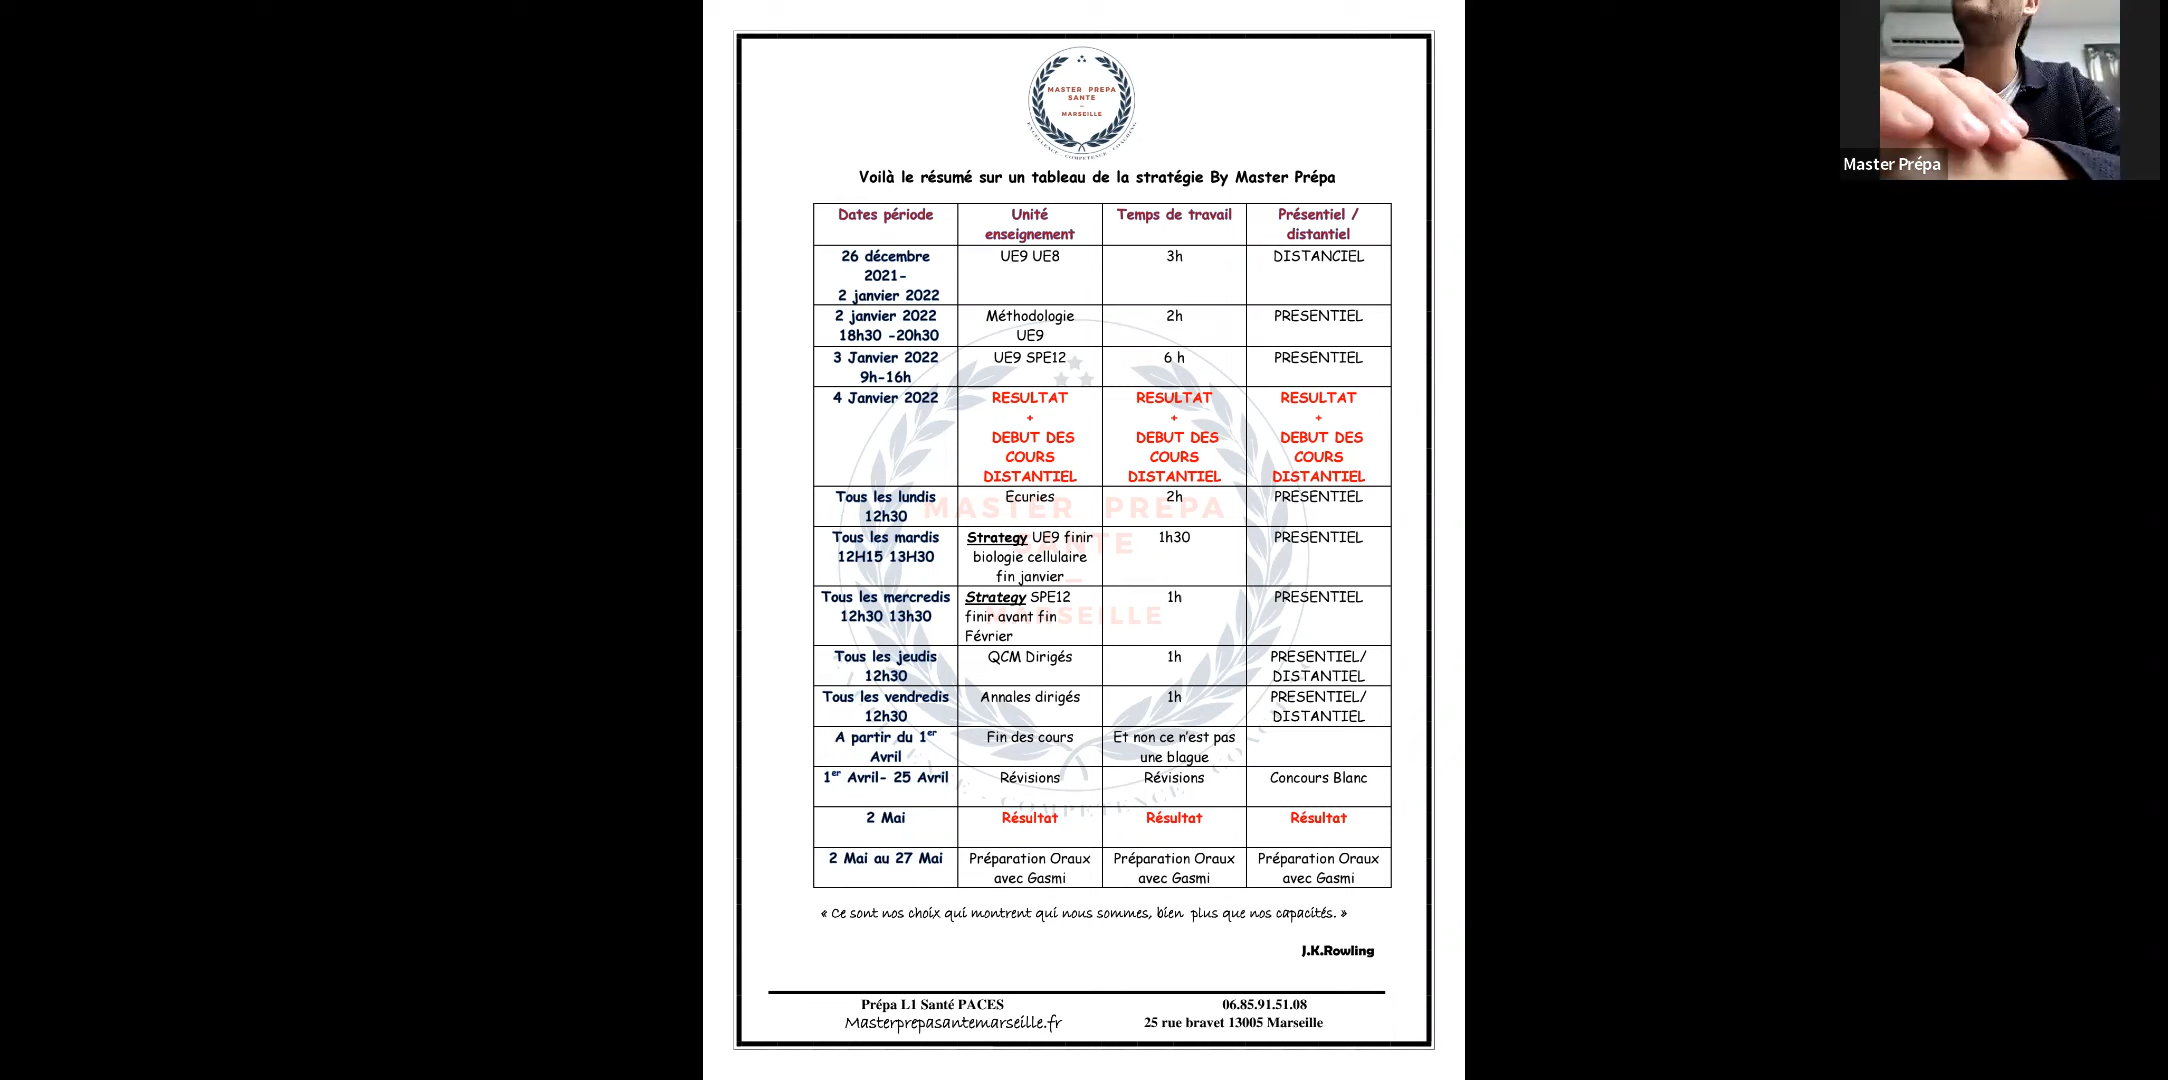 MASTER PREPA
SANTE
–
MARSEILLE
EXCELLENCE - COMPETENCE - COACHING
Voilà le résumé sur un tableau de la stratégie By Master Prépa
Dates période
Unité
enseignement
Temps de travail
Présentiel /
distantiel
26 décembre
2021-
2 janvier 2022
UE9 UE8
3h
DISTANCIEL
2 janvier 2022
18h30 -20h30
Méthodologie
UE9
2h
PRESENTIEL
3 Janvier 2022
9h-16h
UE9 SPE12
6 h
PRESENTIEL
4 Janvier 2022
RESULTAT
+
DEBUT DES
COURS
DISTANTIEL
RESULTAT
+
DEBUT DES
COURS
DISTANTIEL
RESULTAT
+
DEBUT DES
COURS
DISTANTIEL
Tous les lundis
12h30
Ecuries
2h
PRESENTIEL
Tous les mardis
12H15 13H30
Strategy UE9 finir
biologie cellulaire
fin janvier
1h30
PRESENTIEL
Tous les mercredis
12h30 13h30
Strategy SPE12
finir avant fin
Février
1h
PRESENTIEL
Tous les jeudis
12h30
QCM Dirigés
1h
PRESENTIEL/
DISTANTIEL
Tous les vendredis
12h30
Annales dirigés
1h
PRESENTIEL/
DISTANTIEL
A partir du 1er
Avril
Fin des cours
Et non ce n'est pas
une blague
1er Avril- 25 Avril
Révisions
Révisions
Concours Blanc
2 Mai
Résultat
Résultat
Résultat
2 Mai au 27 Mai
Préparation Oraux
avec Gasmi
Préparation Oraux
avec Gasmi
Préparation Oraux
avec Gasmi
MASTER PREPA
SANTE
–
MARSEILLE
« Ce sont nos choix qui montrent qui nous sommes, bien plus que nos capacités. »
J.K.Rowling
Prépa L1 Santé PACES
06.85.91.51.08
Masterprepasantemarseille.fr
25 rue bravet 13005 Marseille
Master Prépa